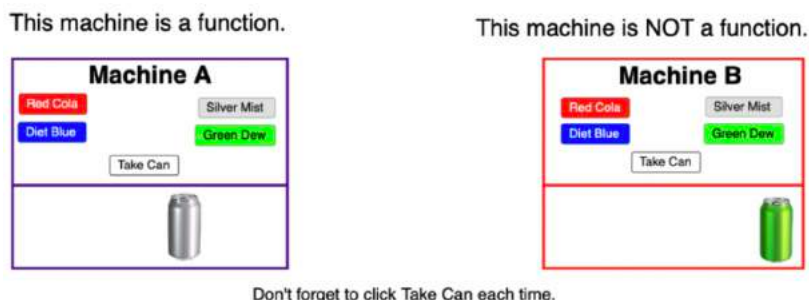 This machine is a function.
This machine is NOT a function.
Machine A
Red Cola
Silver Mist
Diet Blue
Green Dew
Take Can
Machine B
Red Cola
Silver Mist
Diet Blue
Green Dew
Take Can
Don't forget to click Take Can each time.